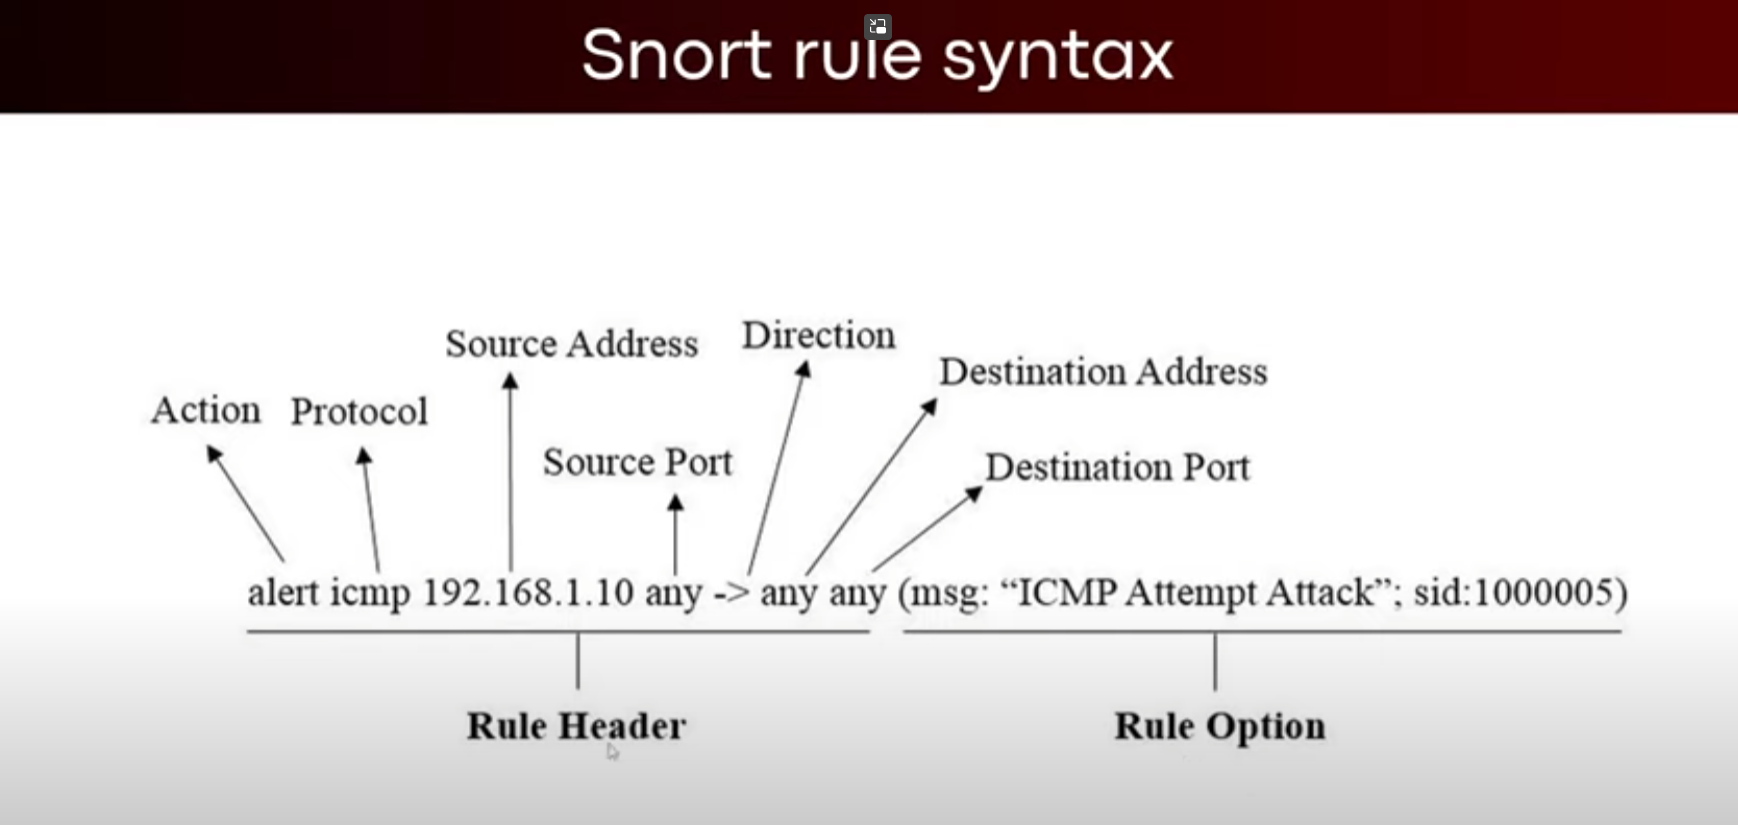 Snort rule syntax
Source Address
Direction
Destination Address
Action
Protocol
Source Port
Destination Port
alert icmp 192.168.1.10 any -> any any (msg: “ICMP Attempt Attack”; sid:1000005)
Rule Header
Rule Option